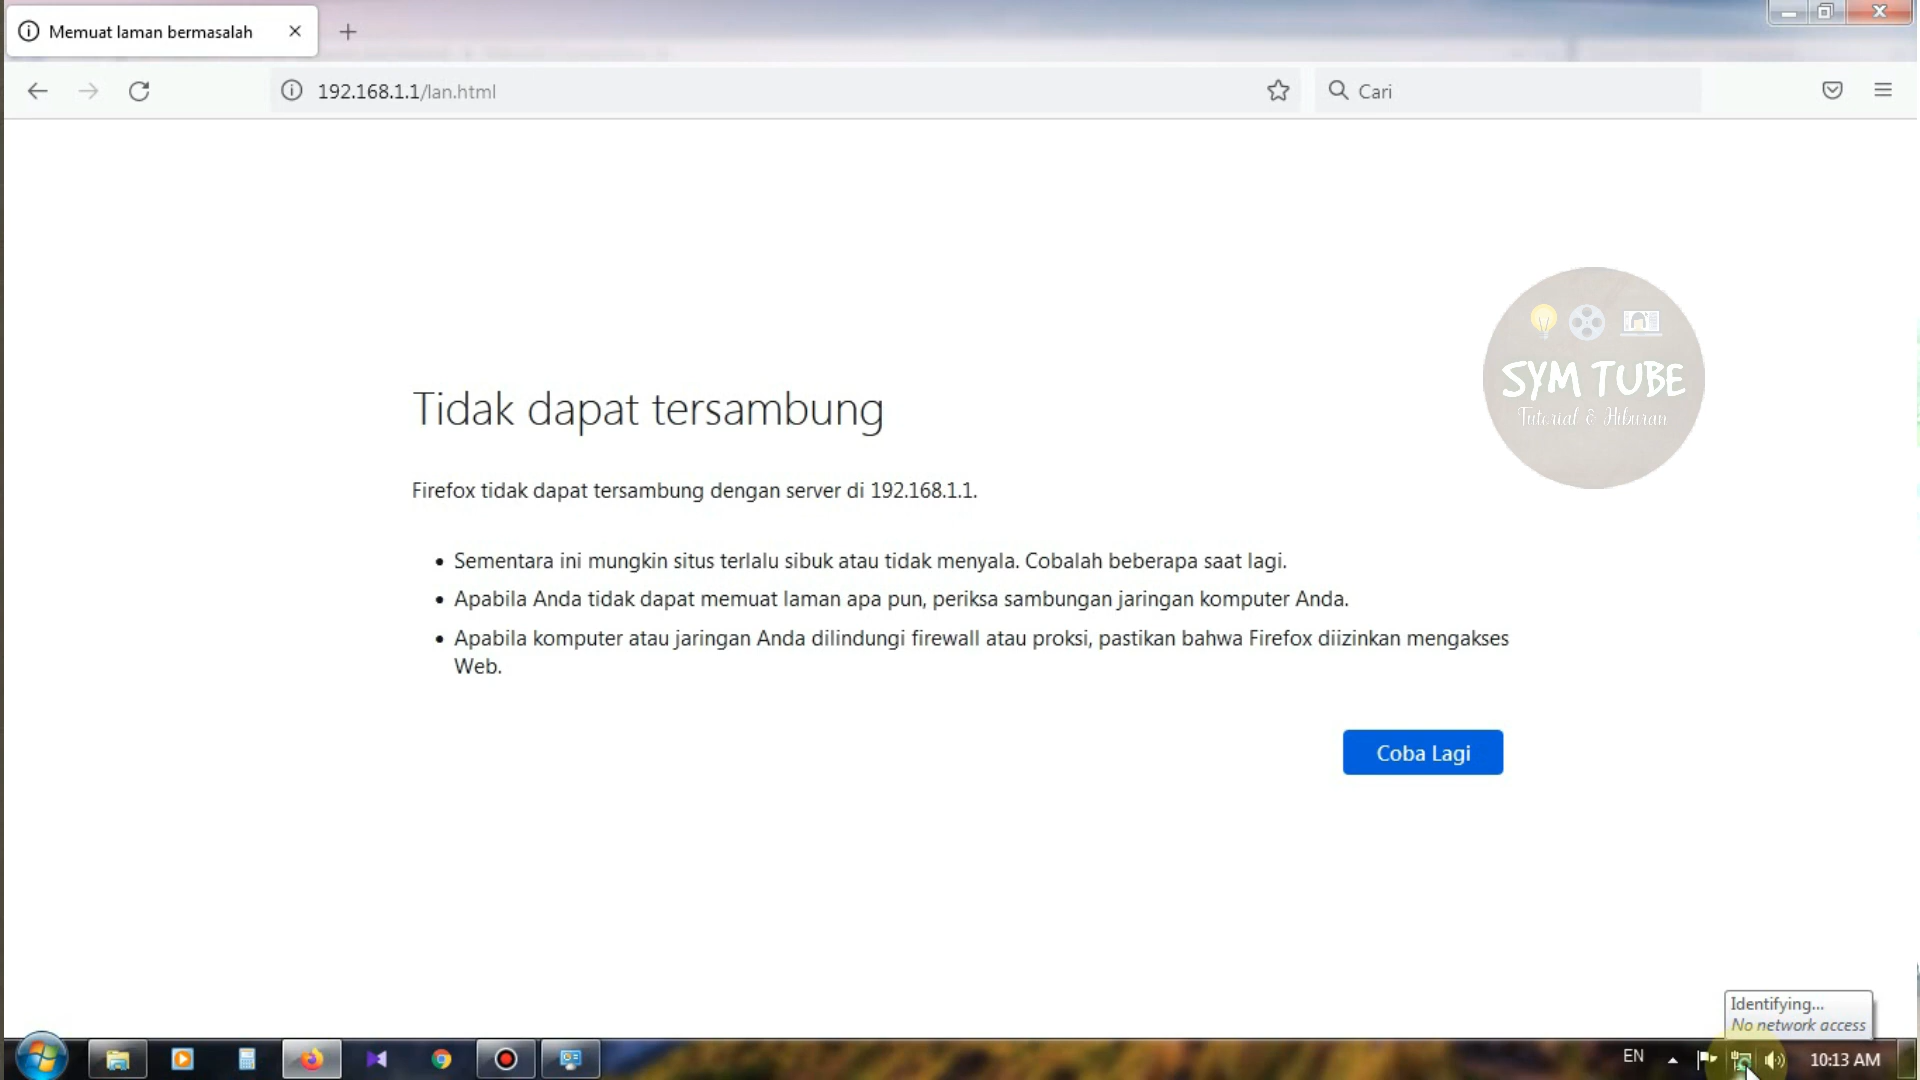 Memuat laman bermasalah
192.168.1.1/lan.html
Cari
SYM TUBE
Tutorial & Hiburan
Tidak dapat tersambung
Firefox tidak dapat tersambung dengan server di 192.168.1.1.
Sementara ini mungkin situs terlalu sibuk atau tidak menyala. Cobalah beberapa saat lagi.
Apabila Anda tidak dapat memuat laman apa pun, periksa sambungan jaringan komputer Anda.
Apabila komputer atau jaringan Anda dilindungi firewall atau proksi, pastikan bahwa Firefox diizinkan mengakses
Web.
Coba Lagi
Identifying...
No network access
EN
10:13 AM